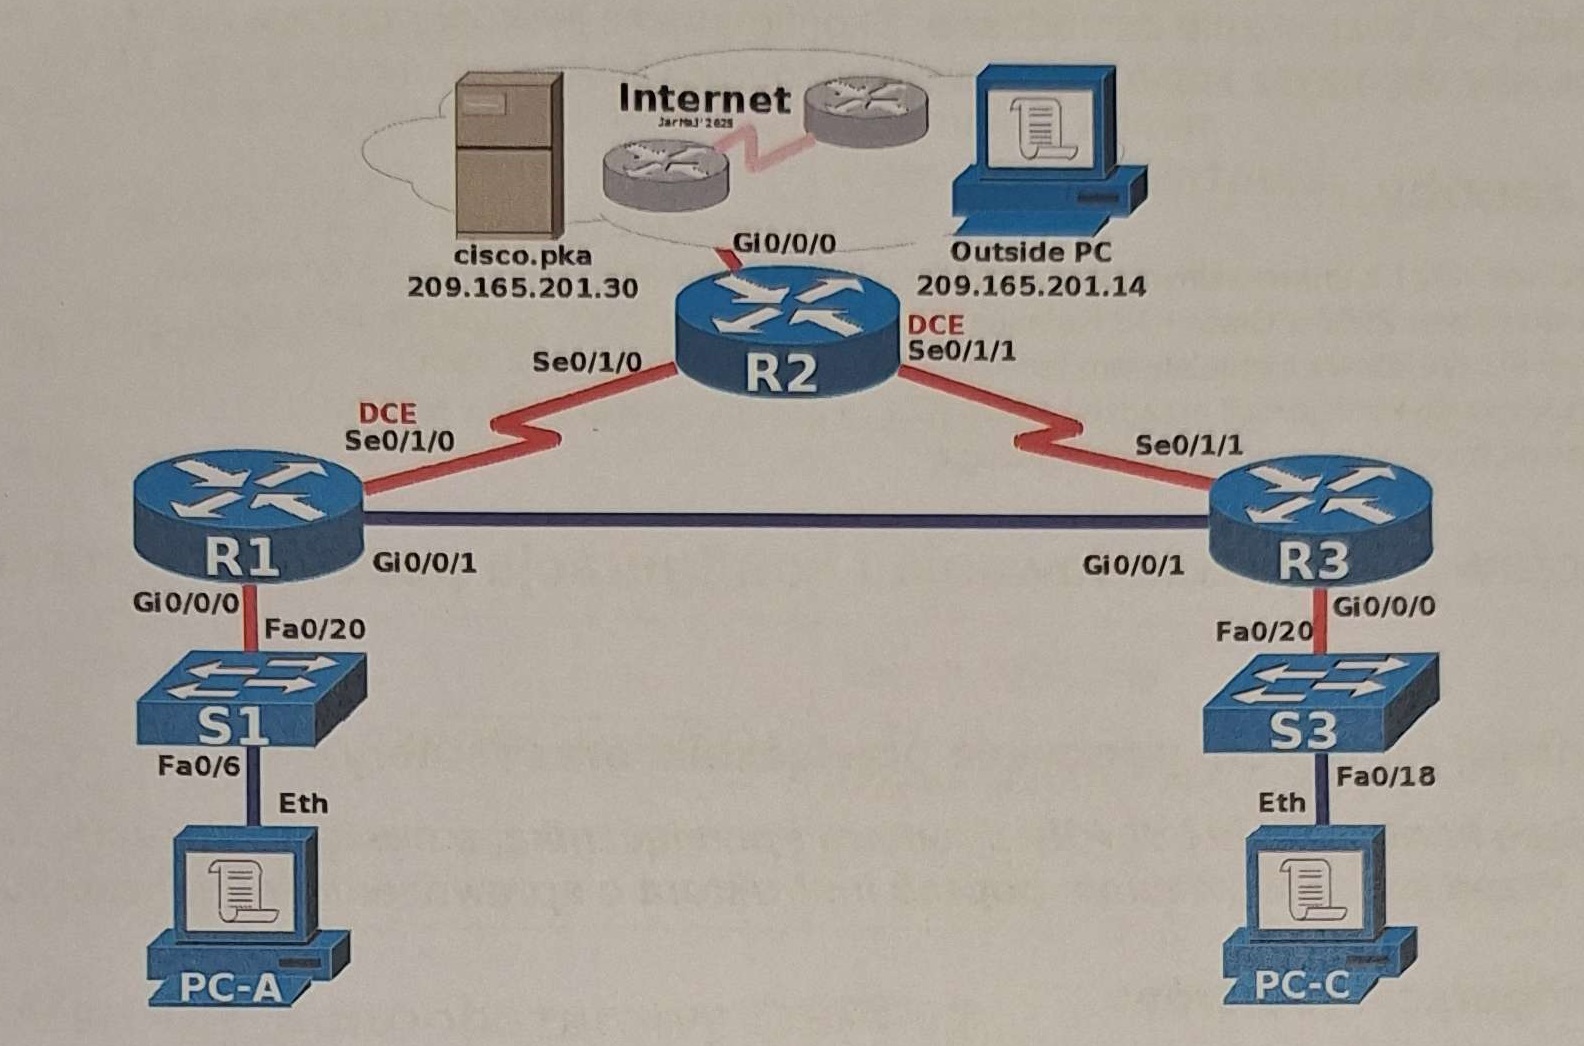 Internet
JarMaJ'2025
cisco.pka
209.165.201.30
Gi0/0/0
Outside PC
209.165.201.14
Se0/1/0
R2
DCE
Se0/1/1
DCE
Se0/1/0
Se0/1/1
R1
Gi0/0/1
Gi0/0/1
R3
Gi0/0/0
Fa0/20
Fa0/20
Gi0/0/0
S1
S3
Fa0/6
Fa0/18
Eth
Eth
PC-A
PC-C